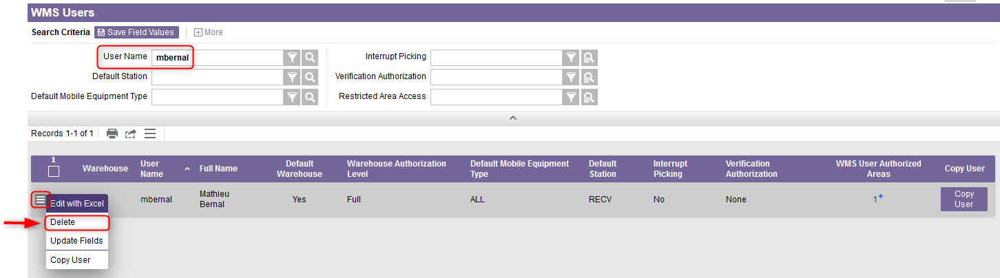 WMS Users
Search Criteria Save Field Values More
User Name mbernal Interrupt Picking
Default Station Verification Authorization
Default Mobile Equipment Type Restricted Area Access
Records 1-1 of 1
1 Warehouse User Name Full Name Default Warehouse Warehouse Authorization Level Default Mobile Equipment Type Default Station Interrupt Picking Verification Authorization WMS User Authorized Areas Copy User
mbernal Mathieu Bernal Yes Full ALL RECV No None 1+ Copy User
Edit with Excel
Delete
Update Fields
Copy User